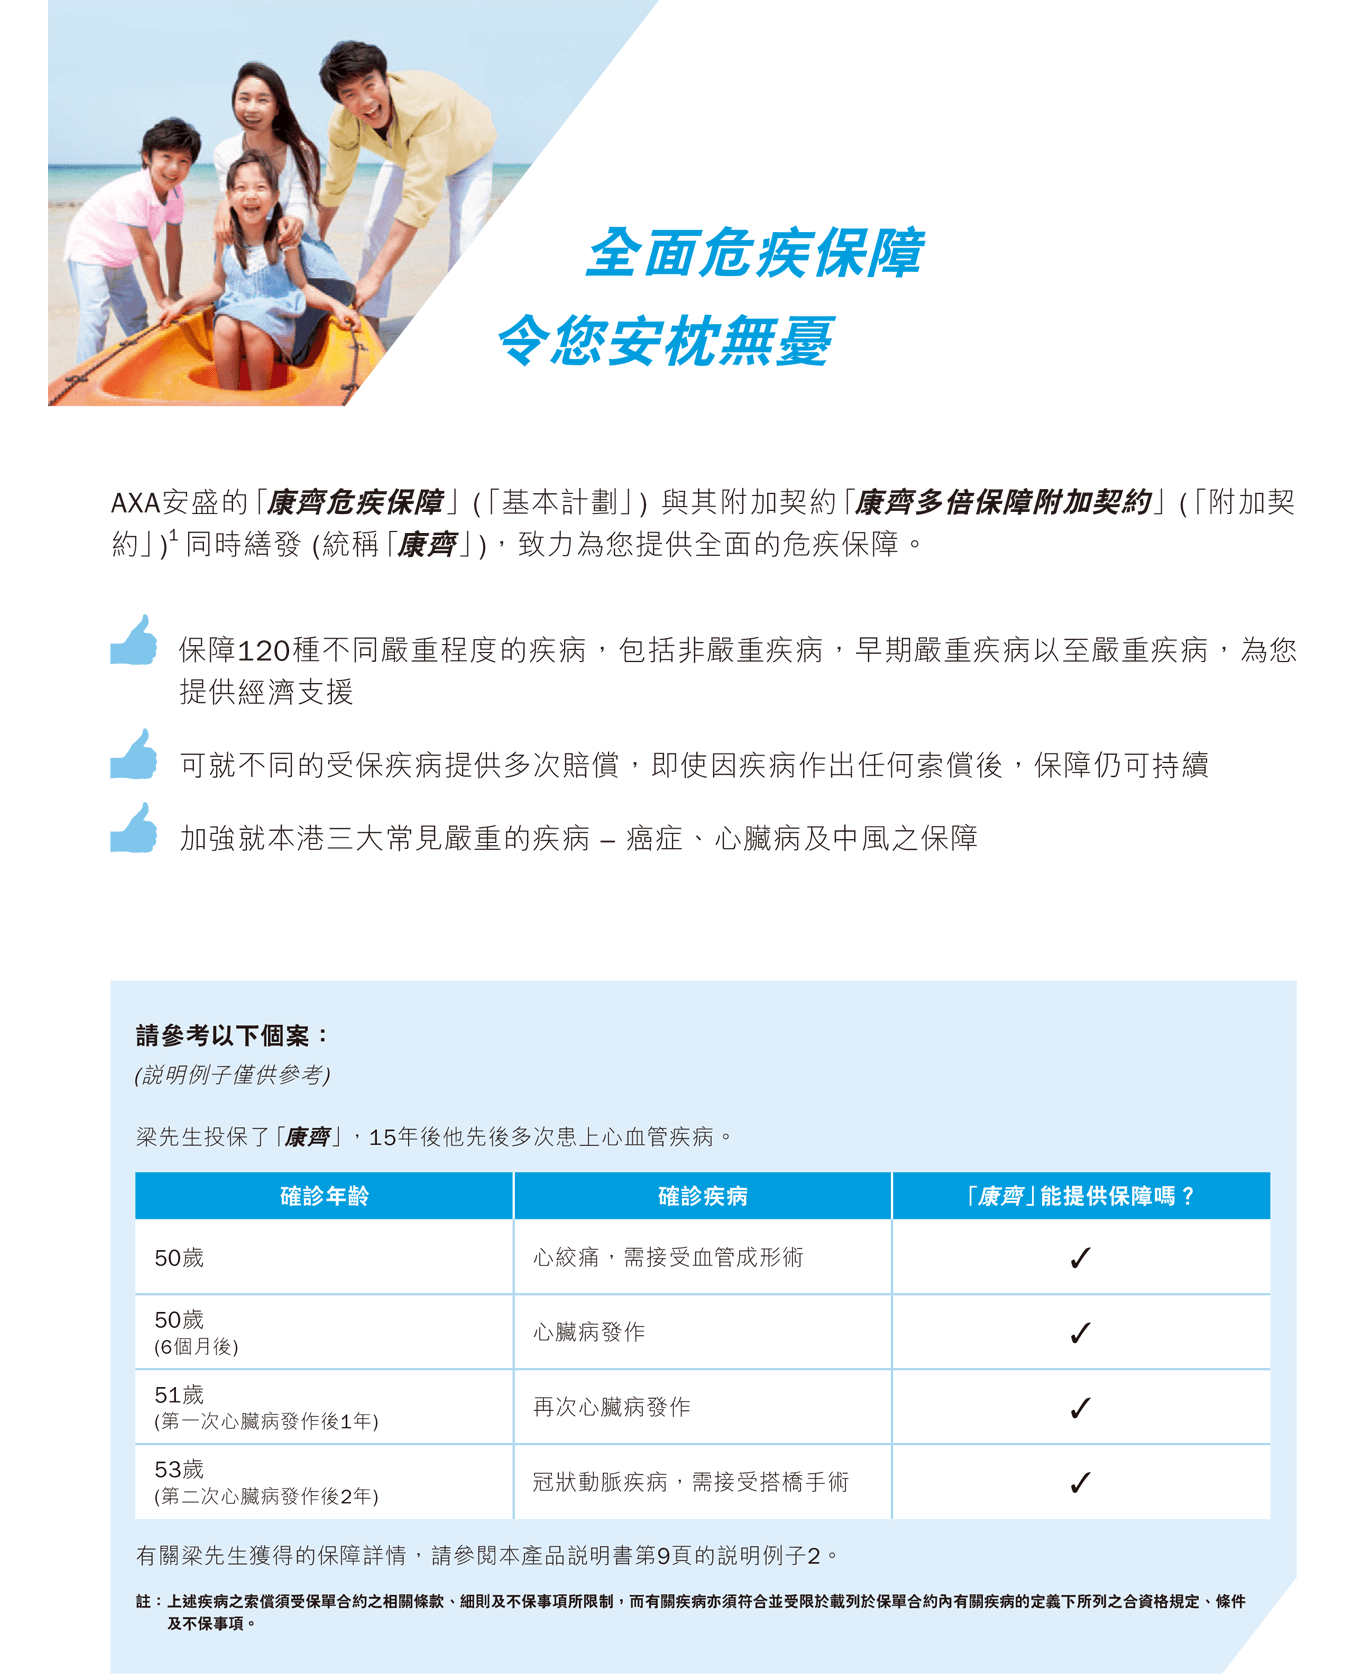 全面危疾保障
令您安枕無憂
AXA安盛的「康齊危疾保障」(「基本計劃」) 與其附加契約「康齊多倍保障附加契約」(「附加契
約」)1 同時繕發 (統稱「康齊」)，致力為您提供全面的危疾保障。
保障120種不同嚴重程度的疾病，包括非嚴重疾病，早期嚴重疾病以至嚴重疾病，為您
提供經濟支援
可就不同的受保疾病提供多次賠償，即使因疾病作出任何索償後，保障仍可持續
加強就本港三大常見嚴重的疾病 – 癌症、心臟病及中風之保障
請參考以下個案：
(説明例子僅供參考)
梁先生投保了「康齊」，15年後他先後多次患上心血管疾病。
確診年齡 確診疾病 「康齊」能提供保障嗎？
50歲 心絞痛，需接受血管成形術 ✓
50歲
(6個月後) 心臟病發作 ✓
51歲
(第一次心臟病發作後1年) 再次心臟病發作 ✓
53歲
(第二次心臟病發作後2年) 冠狀動脈疾病，需接受搭橋手術 ✓
有關梁先生獲得的保障詳情，請參閱本產品説明書第9頁的説明例子2。
註：上述疾病之索償須受保單合約之相關條款、細則及不保事項所限制，而有關疾病亦須符合並受限於載列於保單合約內有關疾病的定義下所列之合資格規定、條件
及不保事項。